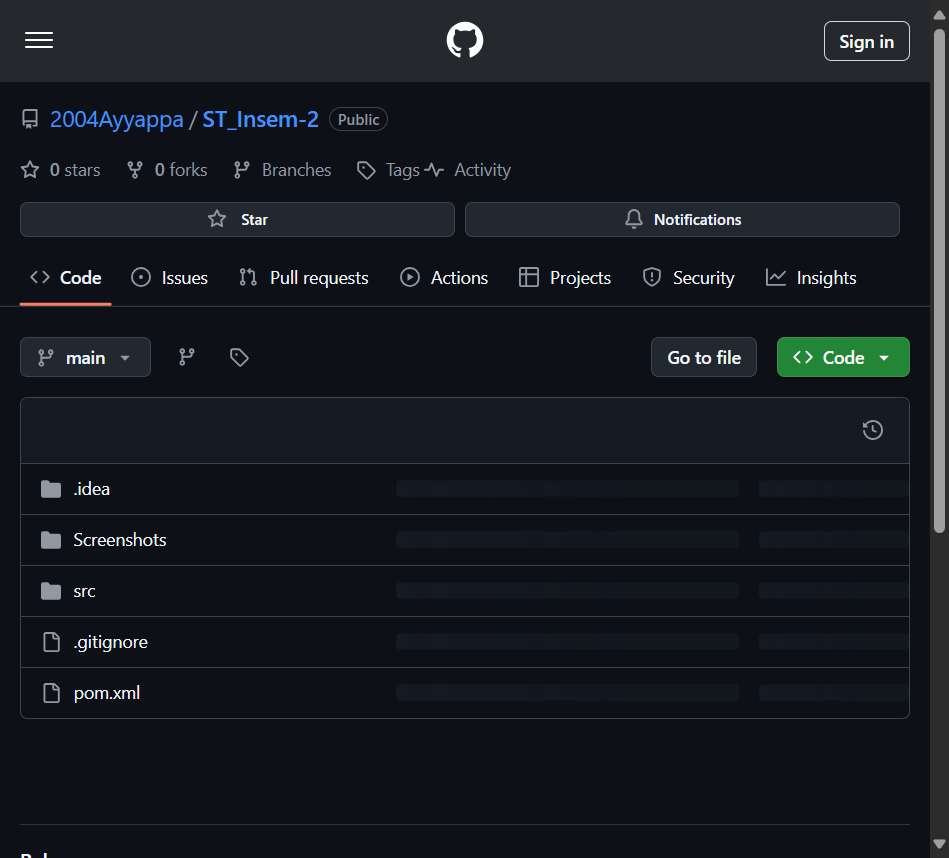 Sign in
2004Ayyappa / ST_Insem-2 Public
0 stars 0 forks Branches Tags Activity
Star Notifications
Code Issues Pull requests Actions Projects Security Insights
main Go to file Code
.idea
Screenshots
src
.gitignore
pom.xml